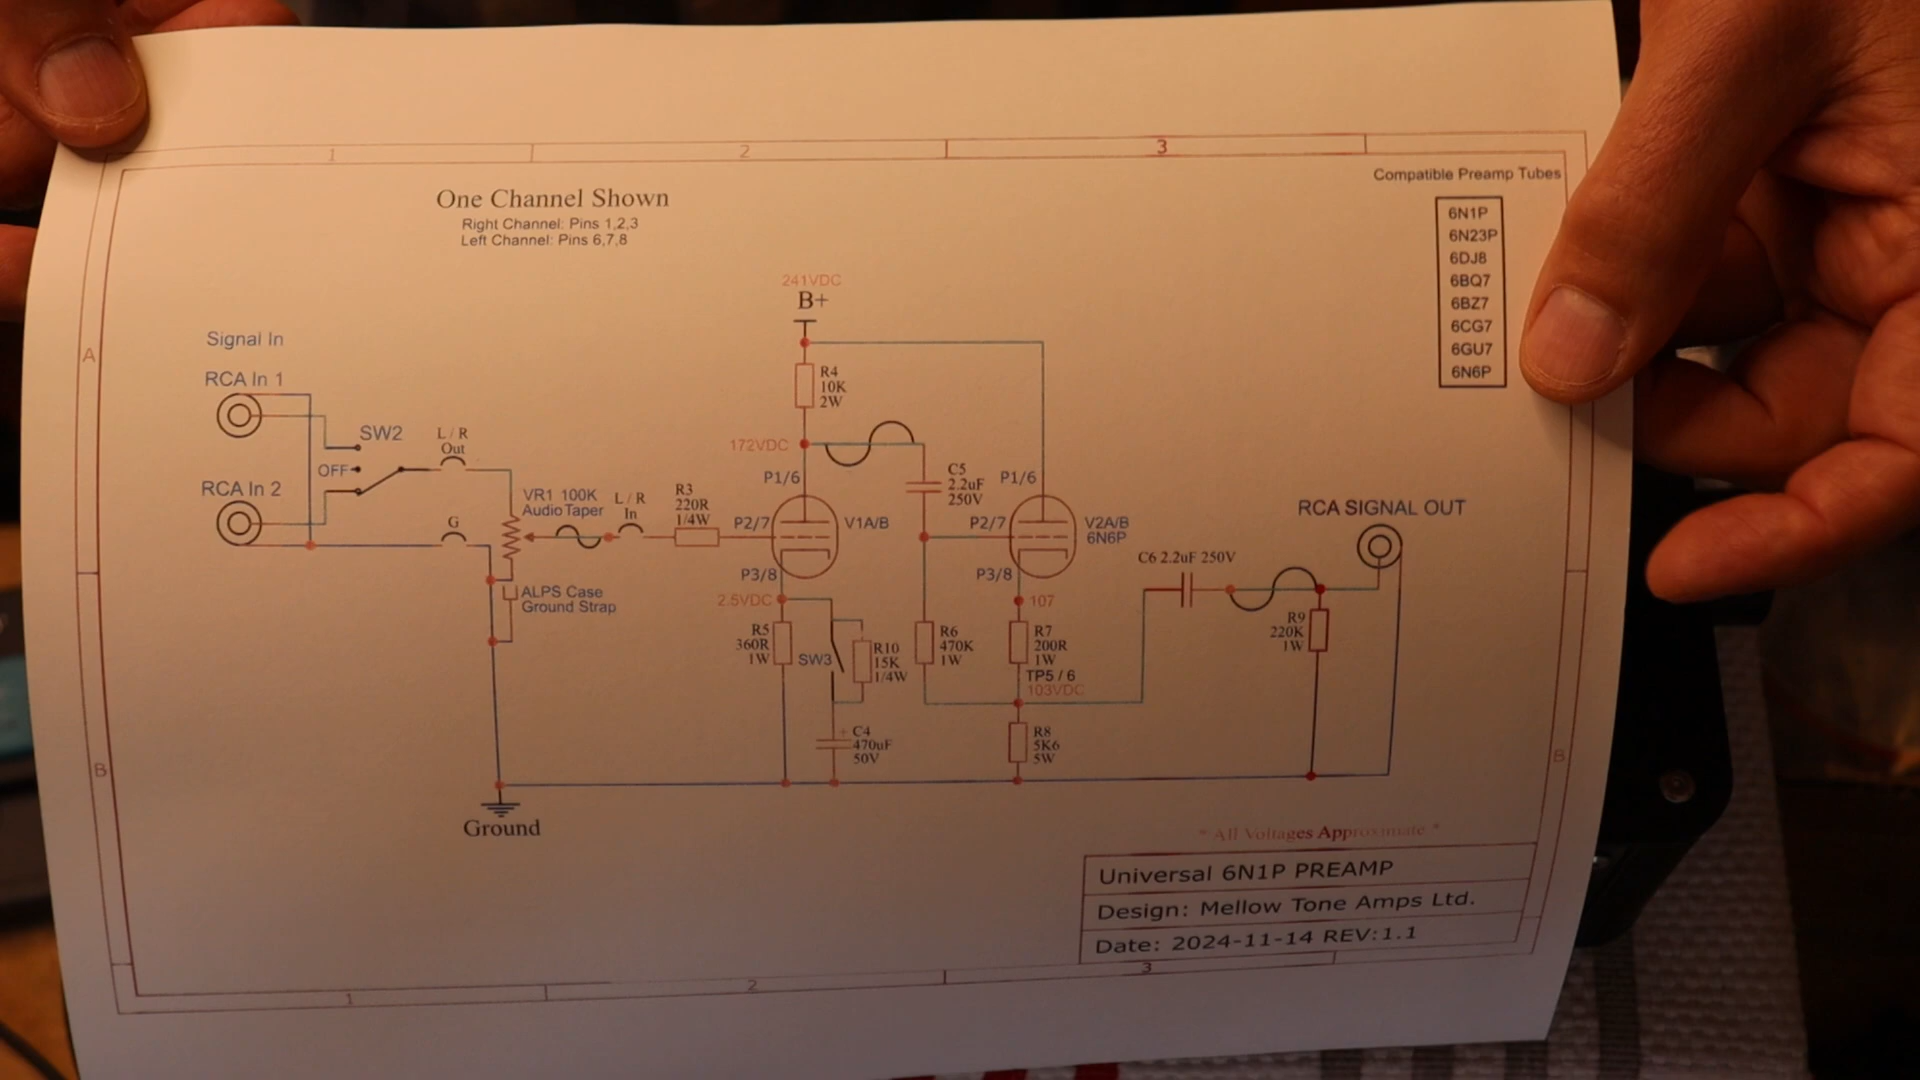 1
2
3
Compatible Preamp Tubes
6N1P
6N23P
6DJ8
6BQ7
6BZ7
6CG7
6GU7
6N6P
One Channel Shown
Right Channel: Pins 1,2,3
Left Channel: Pins 6,7,8
A
Signal In
RCA In 1
RCA In 2
SW2
OFF
L / R
Out
G
VR1 100K
Audio Taper
L / R
In
ALPS Case
Ground Strap
R3
220R
1/4W
241VDC
B+
R4
10K
2W
172VDC
P1/6
P2/7
V1A/B
P3/8
2.5VDC
R5
360R
1W
SW3
R10
15K
1/4W
C4
+
470uF
50V
C5
2.2uF
250V
P1/6
P2/7
V2A/B
6N6P
P3/8
107
R6
470K
1W
R7
200R
1W
TP5 / 6
103VDC
R8
5K6
5W
C6 2.2uF 250V
RCA SIGNAL OUT
R9
220K
1W
B
B
Ground
* All Voltages Approximate *
Universal 6N1P PREAMP
Design: Mellow Tone Amps Ltd.
Date: 2024-11-14 REV:1.1
1
2
3